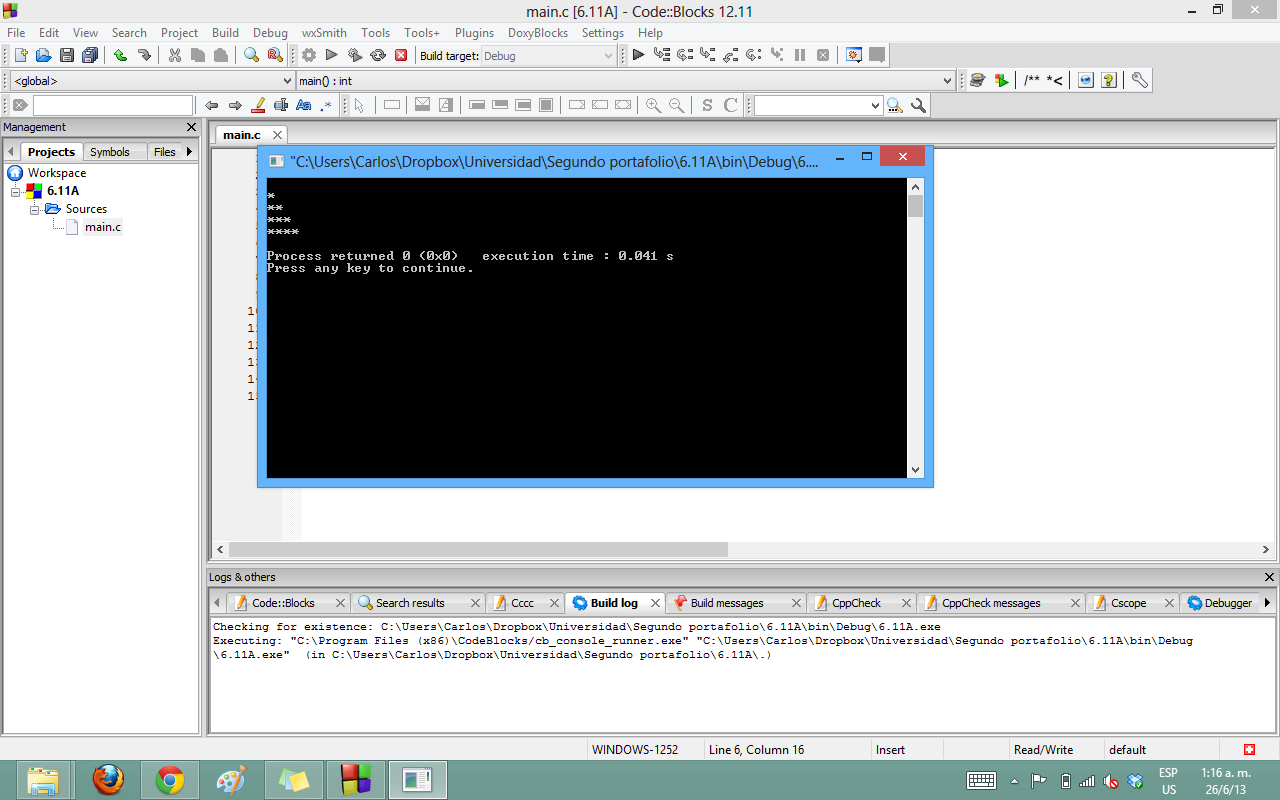 main.c [6.11A] - Code::Blocks 12.11
File Edit View Search Project Build Debug wxSmith Tools Tools+ Plugins DoxyBlocks Settings Help
Build target: Debug
<global> main() : int
/** *<
S C
Management
main.c
Projects Symbols Files
Workspace
6.11A
Sources
main.c
"C:\Users\Carlos\Dropbox\Universidad\Segundo portafolio\6.11A\bin\Debug\6....
*
**
***
****
Process returned 0 (0x0)   execution time : 0.041 s
Press any key to continue.
Logs & others
Code::Blocks Search results Cccc Build log Build messages CppCheck CppCheck messages Cscope Debugger
Checking for existence: C:\Users\Carlos\Dropbox\Universidad\Segundo portafolio\6.11A\bin\Debug\6.11A.exe
Executing: "C:\Program Files (x86)\CodeBlocks/cb_console_runner.exe" "C:\Users\Carlos\Dropbox\Universidad\Segundo portafolio\6.11A\bin\Debug
\6.11A.exe"  (in C:\Users\Carlos\Dropbox\Universidad\Segundo portafolio\6.11A\.)
WINDOWS-1252 Line 6, Column 16 Insert Read/Write default
ESP 1:16 a. m.
US 26/6/13